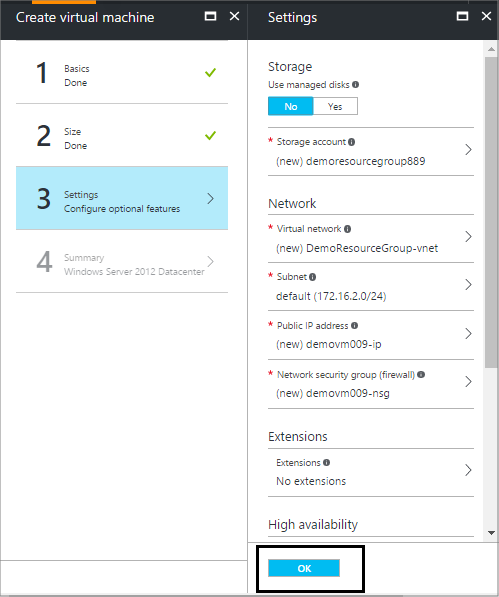 Create virtual machine
1
Basics
Done
2
Size
Done
3
Settings
Configure optional features
4
Summary
Windows Server 2012 Datacenter
Settings
Storage
Use managed disks
No Yes
* Storage account
(new) demoresourcegroup889
Network
* Virtual network
(new) DemoResourceGroup-vnet
* Subnet
default (172.16.2.0/24)
* Public IP address
(new) demovm009-ip
* Network security group (firewall)
(new) demovm009-nsg
Extensions
Extensions
No extensions
High availability
OK